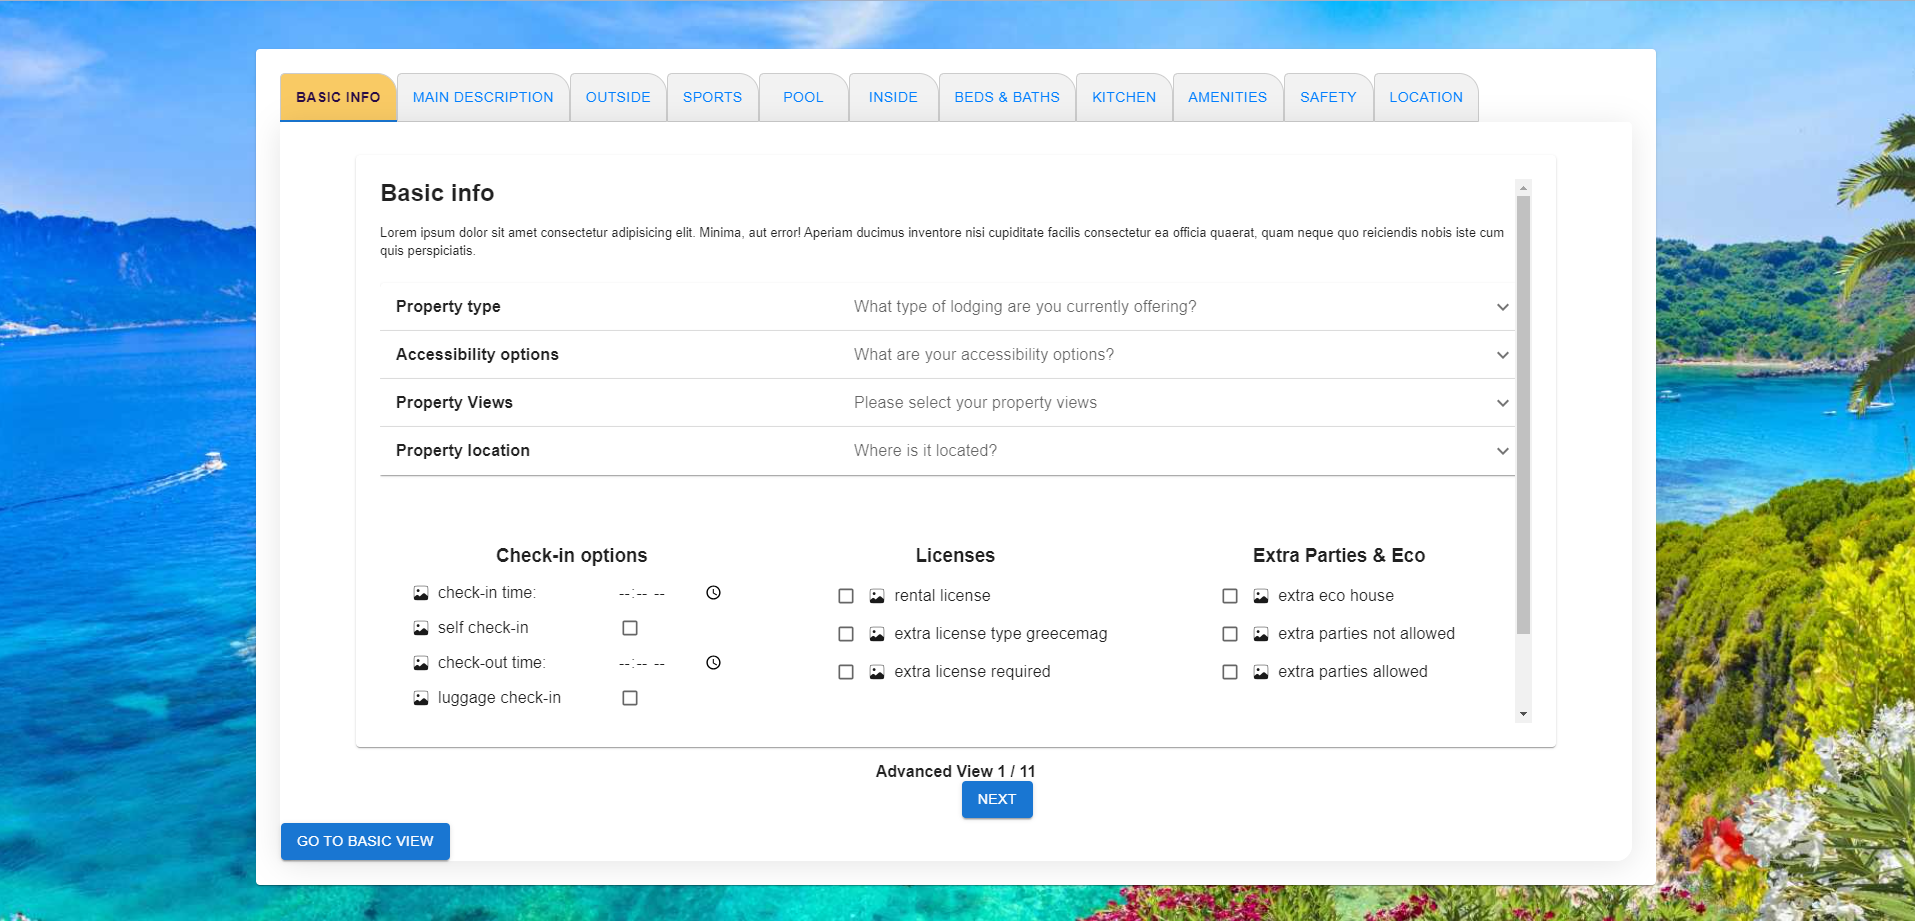 BASIC INFO MAIN DESCRIPTION OUTSIDE SPORTS POOL INSIDE BEDS & BATHS KITCHEN AMENITIES SAFETY LOCATION
Basic info
Lorem ipsum dolor sit amet consectetur adipisicing elit. Minima, aut error! Aperiam ducimus inventore nisi cupiditate facilis consectetur ea officia quaerat, quam neque quo reiciendis nobis iste cum
quis perspiciatis.
Property type What type of lodging are you currently offering?
Accessibility options What are your accessibility options?
Property Views Please select your property views
Property location Where is it located?
Check-in options
check-in time: --:-- --
self check-in
check-out time: --:-- --
luggage check-in
Licenses
rental license
extra license type greecemag
extra license required
Extra Parties & Eco
extra eco house
extra parties not allowed
extra parties allowed
Advanced View 1 / 11
NEXT
GO TO BASIC VIEW